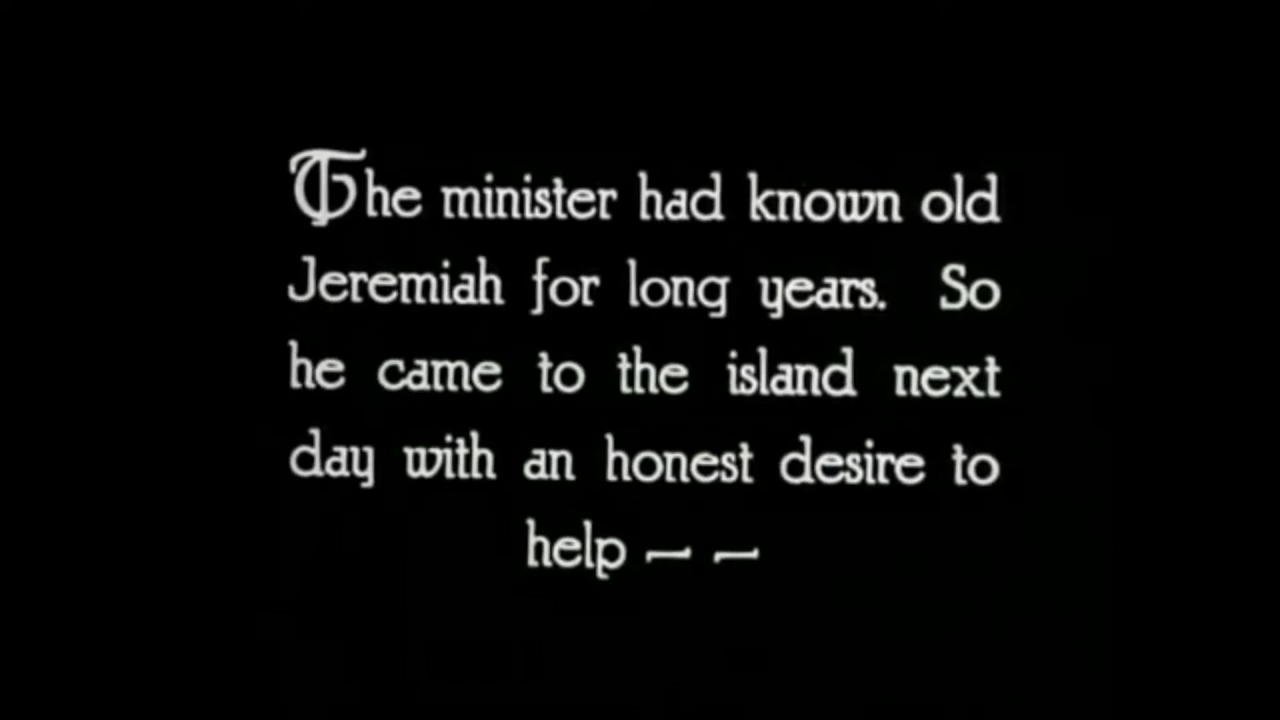 The minister had known old
Jeremiah for long years. So
he came to the island next
day with an honest desire to
help — —